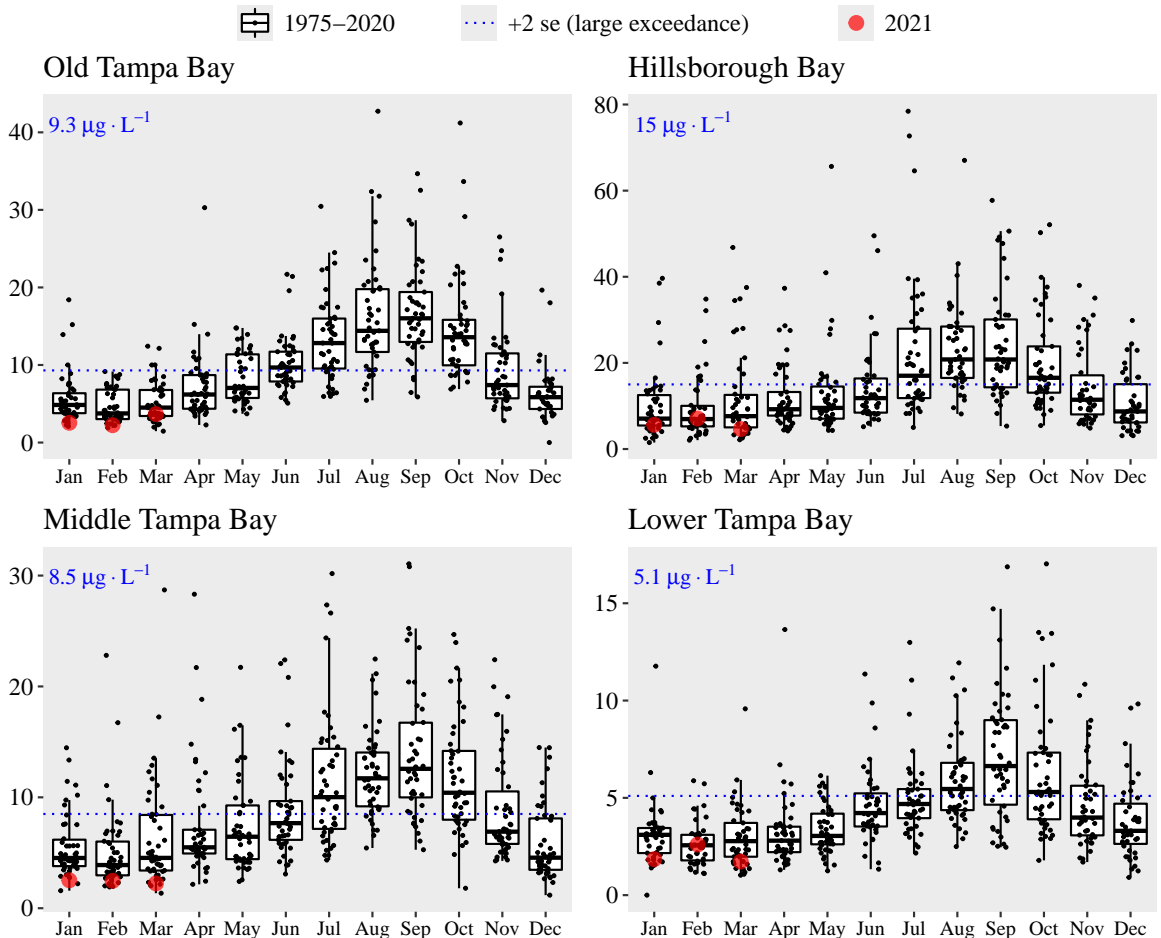 1975–2020 +2 se (large exceedance) 2021
Old Tampa Bay
9.3 μg · L⁻¹
40
30
20
10
0
Jan Feb Mar Apr May Jun Jul Aug Sep Oct Nov Dec
Hillsborough Bay
15 μg · L⁻¹
80
60
40
20
0
Jan Feb Mar Apr May Jun Jul Aug Sep Oct Nov Dec
Middle Tampa Bay
8.5 μg · L⁻¹
30
20
10
0
Jan Feb Mar Apr May Jun Jul Aug Sep Oct Nov Dec
Lower Tampa Bay
5.1 μg · L⁻¹
15
10
5
0
Jan Feb Mar Apr May Jun Jul Aug Sep Oct Nov Dec